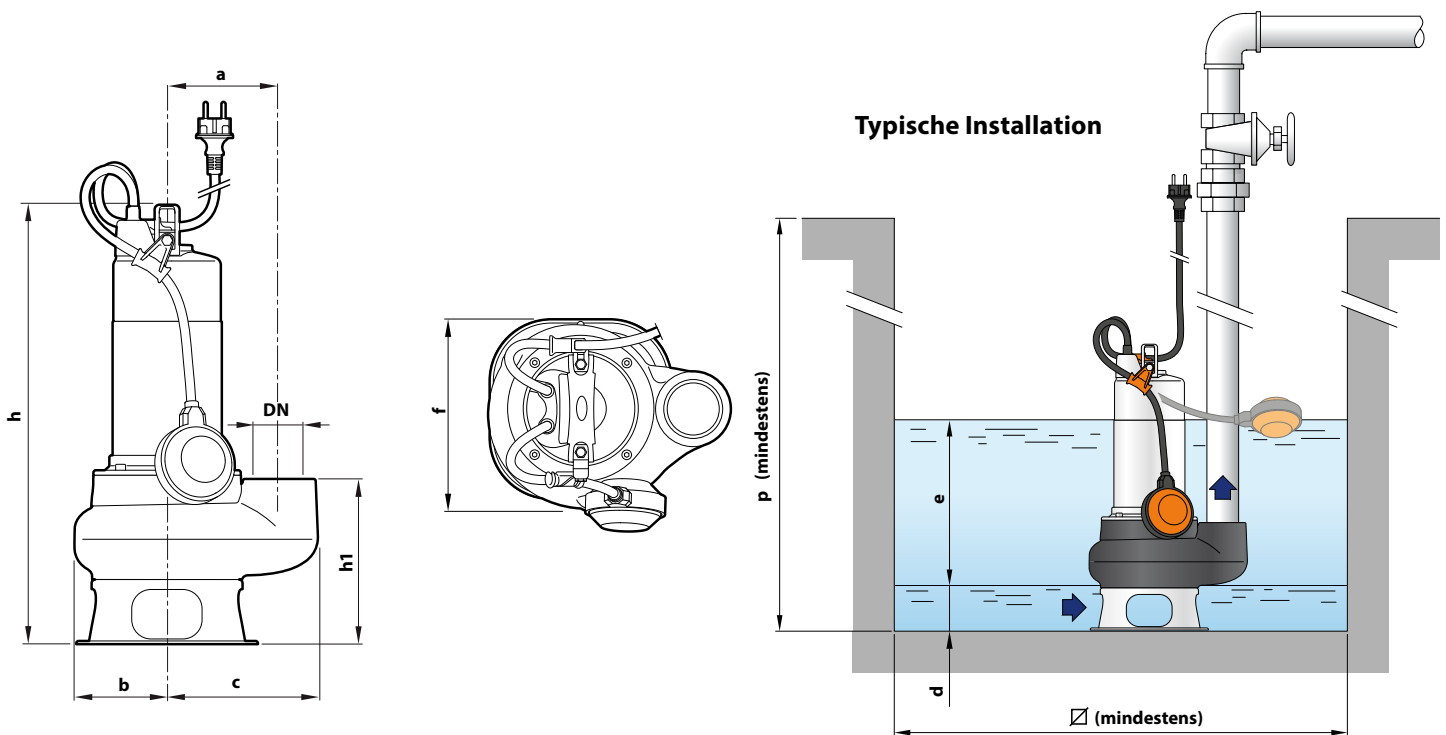 a
Typische Installation
h
DN
h1
b
c
f
p (mindestens)
e
d
⌀ (mindestens)